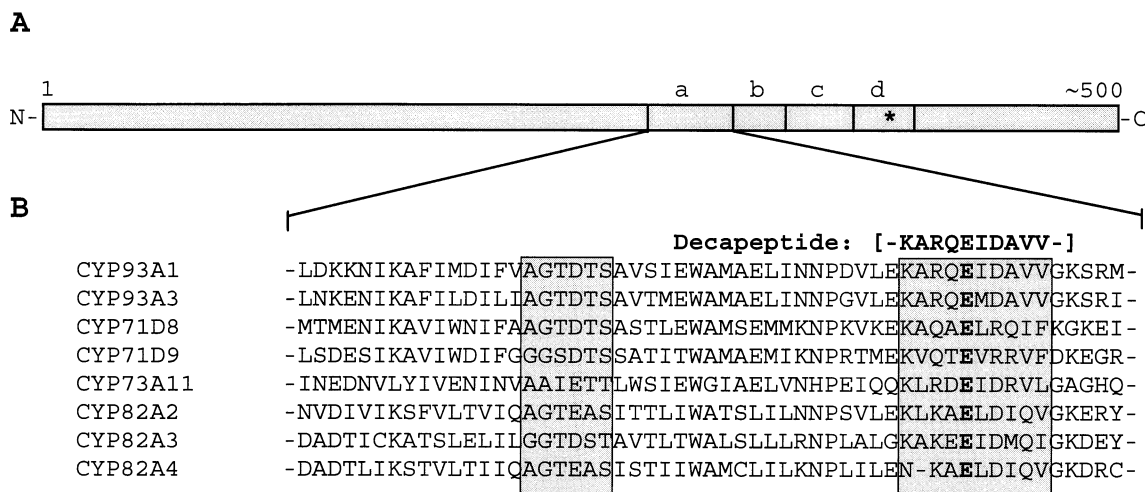 A
1 a b c d ~500
N- * -C
B
Decapeptide: [-KARQEIDAVV-]
CYP93A1 -LDKKNIKAFIMDIFVAGTDTSAVSIEWAMAELINNPDVLEKARQEIDAVVGKSRM-
CYP93A3 -LNKENIKAFILDILIAGTDTSAVTMEWAMAELINNPGVLEKARQEMDAVVGKSRI-
CYP71D8 -MTMENIKAVIWNIFAAGTDTSASTLEWAMSEMMKNPKVKEKAQAELRQIFKGKEI-
CYP71D9 -LSDESIKAVIWDIFGGGSDTSSATITWAMAEMIKNPRTMEKVQTEVRRVFDKEGR-
CYP73A11 -INEDNVLYIVENINVAAIETTLWSIEWGIAELVNHPEIQQKLRDEIDRVLGAGHQ-
CYP82A2 -NVDIVIKSFVLTVIQAGTEASITTLIWATSLILNNPSVLEKLKAELDIQVGKERY-
CYP82A3 -DADTICKATSLELILGGTDSTAVTLTWALSLLLRNPLALGKAKEEIDMQIGKDEY-
CYP82A4 -DADTLIKSTVLTIIQAGTEASISTIIWAMCLILKNPLILEN-KAELDIQVGKDRC-